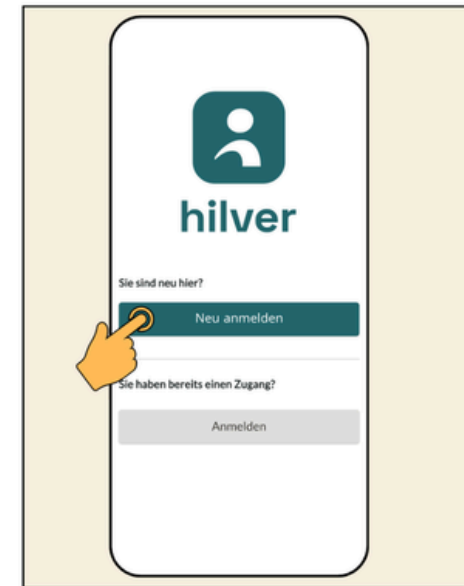 hilver
Sie sind neu hier?
Neu anmelden
Sie haben bereits einen Zugang?
Anmelden